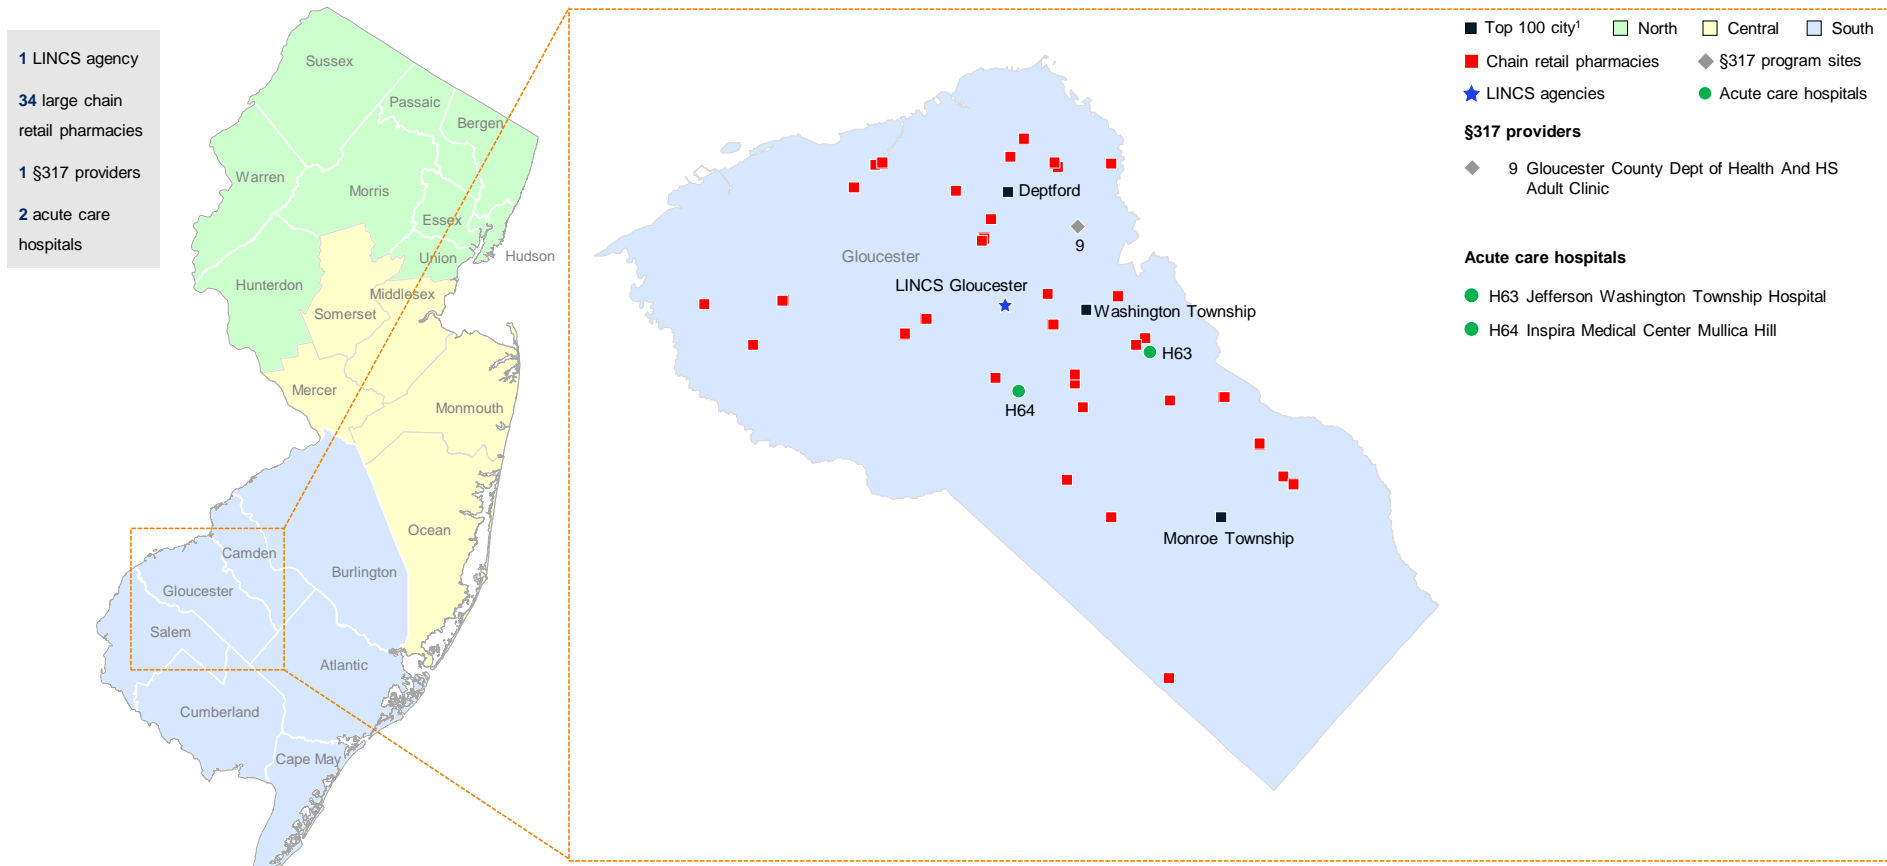 1 LINCS agency
34 large chain
retail pharmacies
1 §317 providers
2 acute care
hospitals
Sussex
Passaic
Bergen
Warren
Morris
Essex
Hudson
Union
Hunterdon
Middlesex
Somerset
Mercer
Monmouth
Ocean
Camden
Burlington
Gloucester
Salem
Atlantic
Cumberland
Cape May
Deptford
9
Gloucester
LINCS Gloucester
Washington Township
H63
H64
Monroe Township
Top 100 city¹
North
Central
South
Chain retail pharmacies
§317 program sites
LINCS agencies
Acute care hospitals
§317 providers
9 Gloucester County Dept of Health And HS
Adult Clinic
Acute care hospitals
H63 Jefferson Washington Township Hospital
H64 Inspira Medical Center Mullica Hill